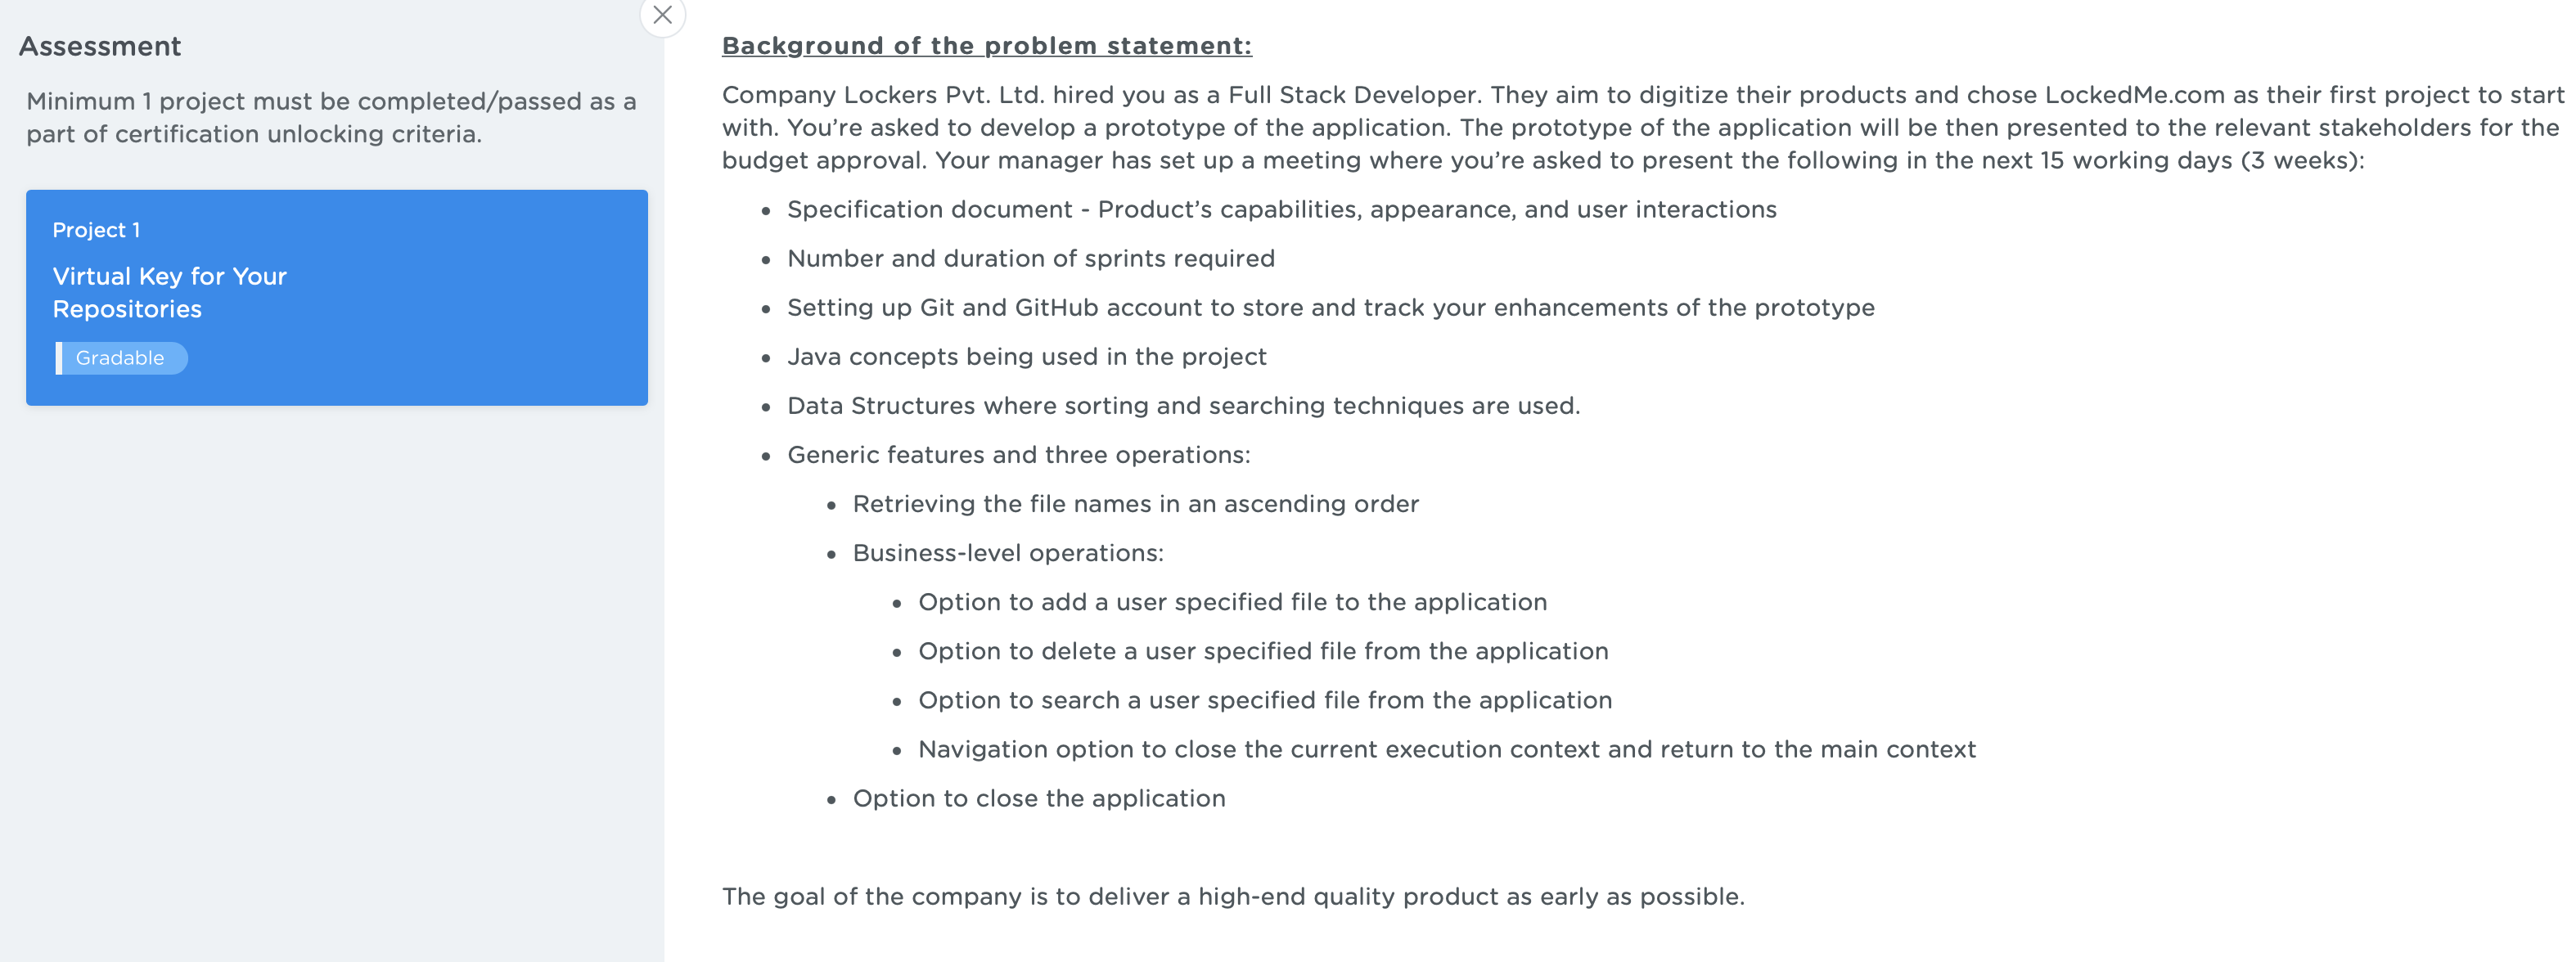 Assessment
Minimum 1 project must be completed/passed as a
part of certification unlocking criteria.
Project 1
Virtual Key for Your
Repositories
Gradable
Background of the problem statement:
Company Lockers Pvt. Ltd. hired you as a Full Stack Developer. They aim to digitize their products and chose LockedMe.com as their first project to start
with. You’re asked to develop a prototype of the application. The prototype of the application will be then presented to the relevant stakeholders for the
budget approval. Your manager has set up a meeting where you’re asked to present the following in the next 15 working days (3 weeks):
• Specification document - Product’s capabilities, appearance, and user interactions
• Number and duration of sprints required
• Setting up Git and GitHub account to store and track your enhancements of the prototype
• Java concepts being used in the project
• Data Structures where sorting and searching techniques are used.
• Generic features and three operations:
• Retrieving the file names in an ascending order
• Business-level operations:
• Option to add a user specified file to the application
• Option to delete a user specified file from the application
• Option to search a user specified file from the application
• Navigation option to close the current execution context and return to the main context
• Option to close the application
The goal of the company is to deliver a high-end quality product as early as possible.